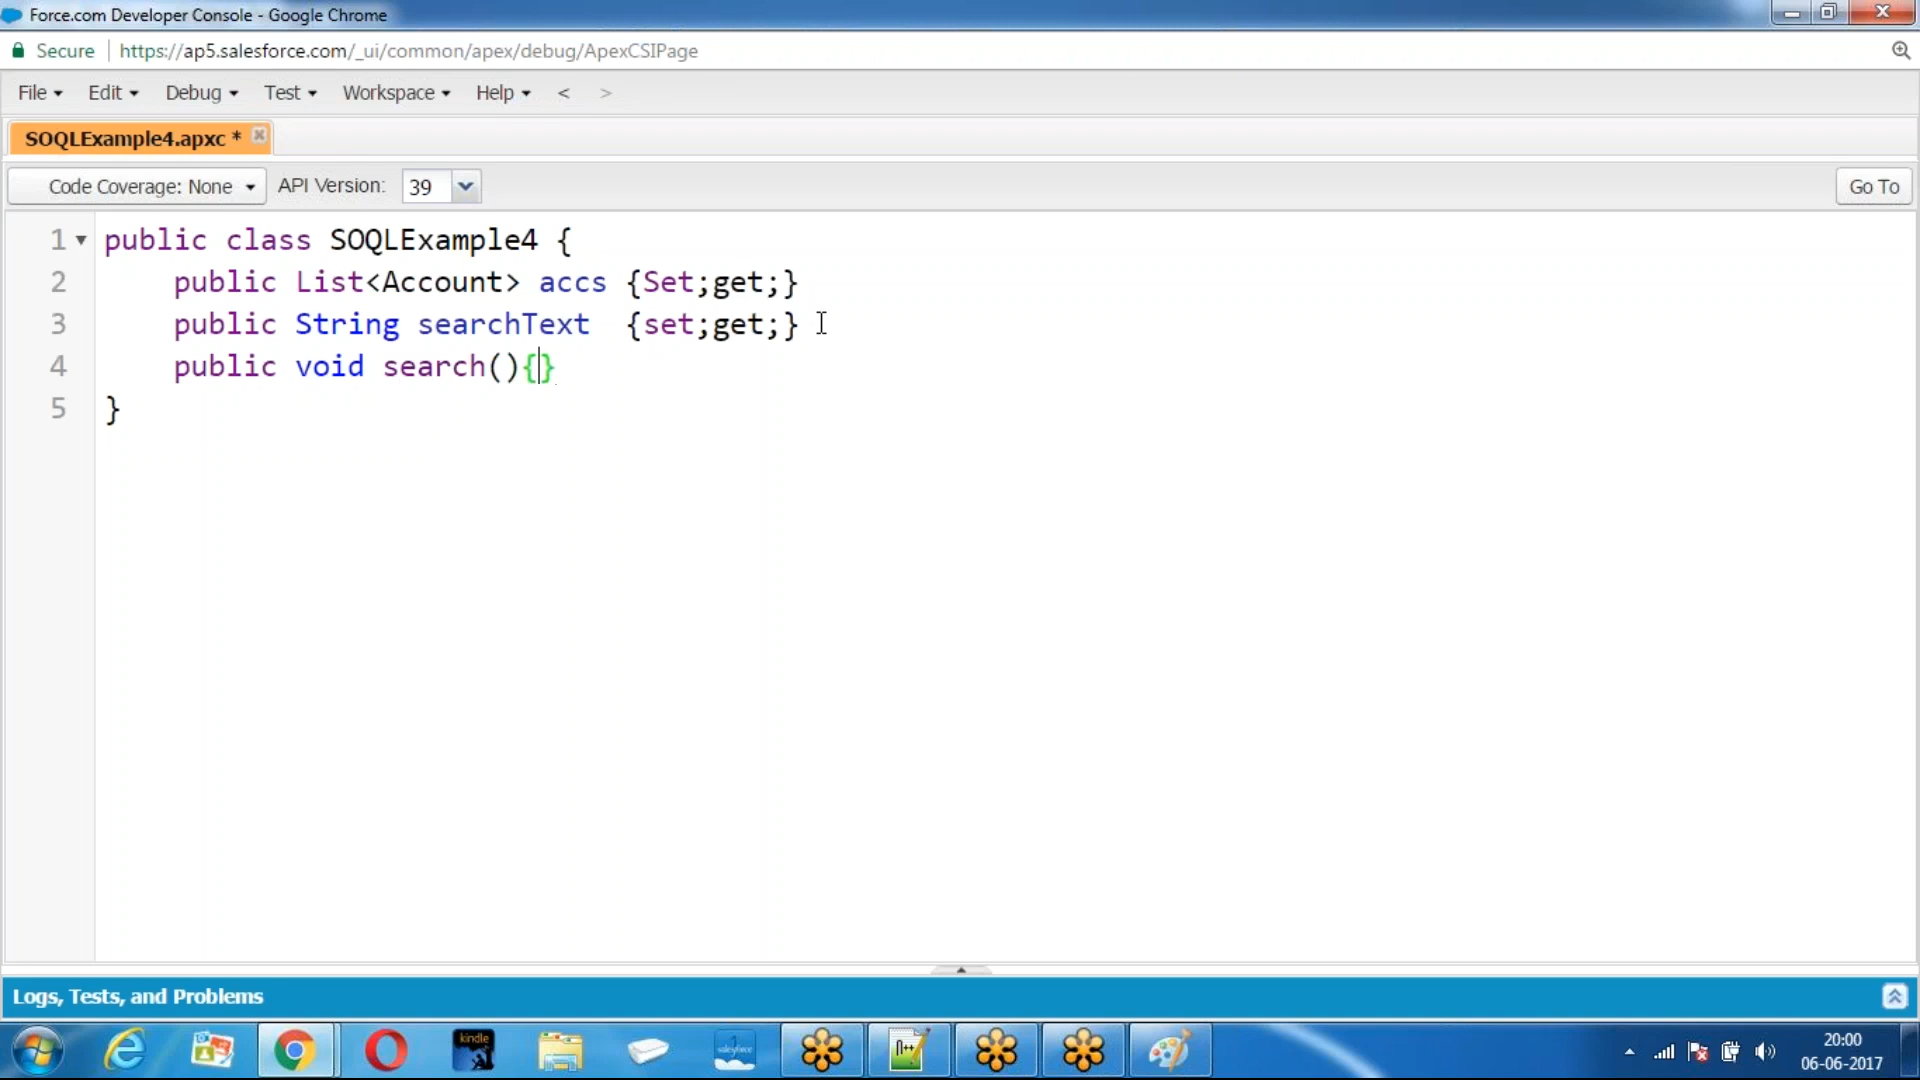 Force.com Developer Console - Google Chrome
Secure https://ap5.salesforce.com/_ui/common/apex/debug/ApexCSIPage
File Edit Debug Test Workspace Help < >
SOQLExample4.apxc *
Code Coverage: None API Version: 39 Go To
1 public class SOQLExample4 {
2 public List<Account> accs {Set;get;}
3 public String searchText {set;get;}
4 public void search(){}
5 }
Logs, Tests, and Problems
kindle
salesforce
n++
20:00
06-06-2017